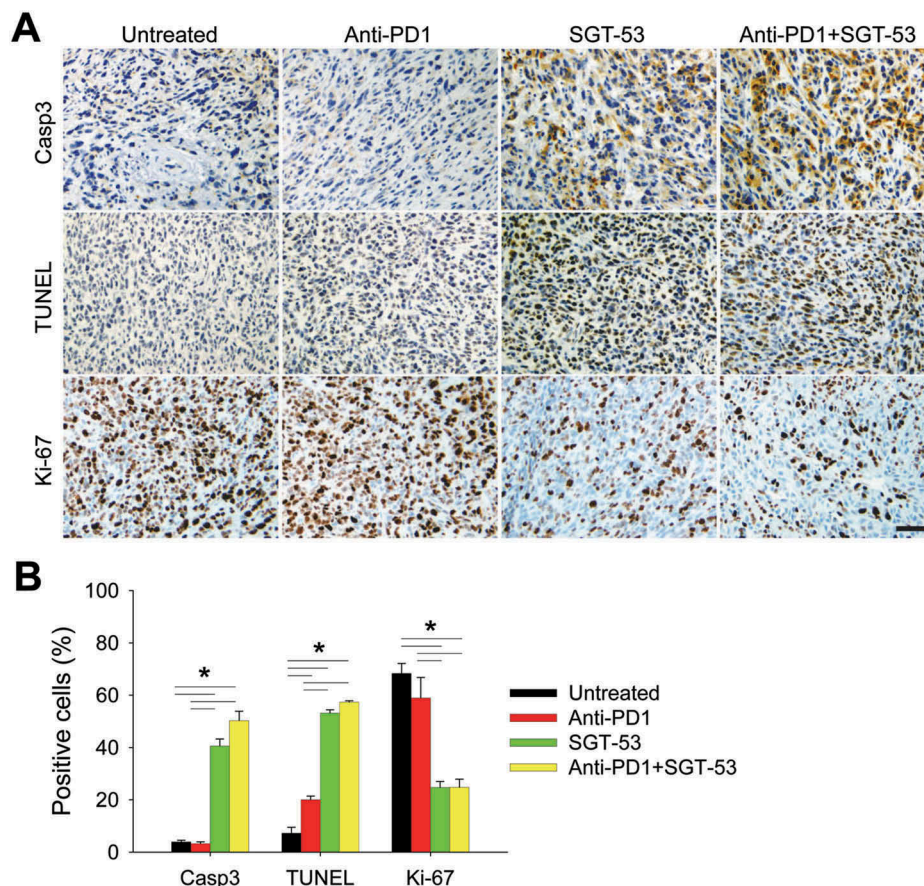 A
Untreated
Anti-PD1
SGT-53
Anti-PD1+SGT-53
Casp3
TUNEL
Ki-67
B
Positive cells (%)
100
80
60
40
20
0
*
*
*
Casp3
TUNEL
Ki-67
Untreated
Anti-PD1
SGT-53
Anti-PD1+SGT-53